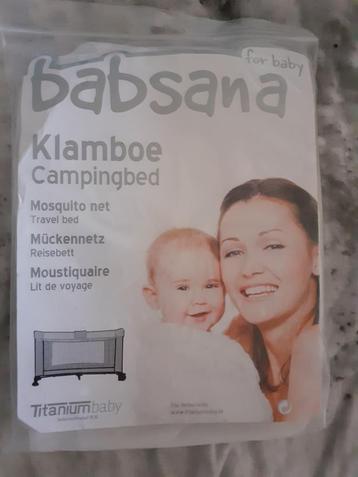 babsana
for baby
Klamboe
Campingbed
Mosquito net
Travel bed
Mückennetz
Reisebett
Moustiquaire
Lit de voyage
Titaniumbaby